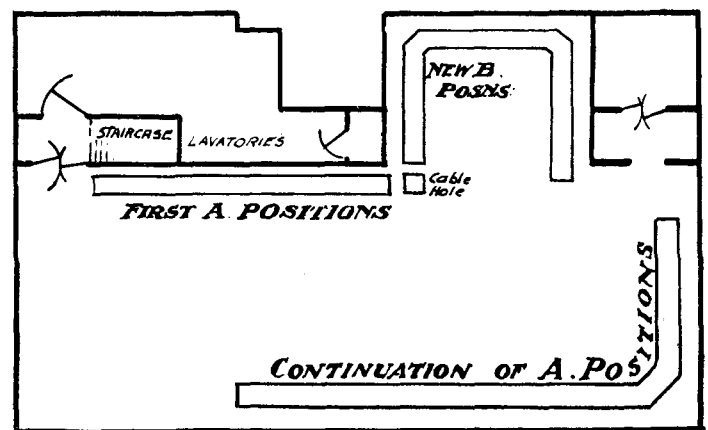 NEW B.
POSNS:
STAIRCASE
LAVATORIES
Cable
Hole
FIRST A. POSITIONS
CONTINUATION OF A. POSITIONS